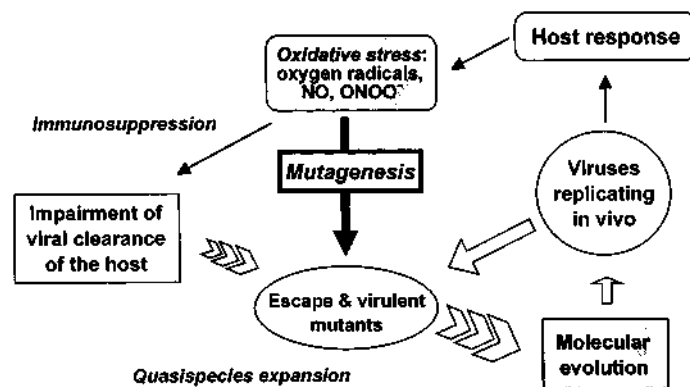 Oxidative stress:
oxygen radicals,
NO, ONOO⁻
Host response
Immunosuppression
Mutagenesis
Viruses
replicating
in vivo
Impairment of
viral clearance
of the host
Escape & virulent
mutants
Molecular
evolution
Quasispecies expansion